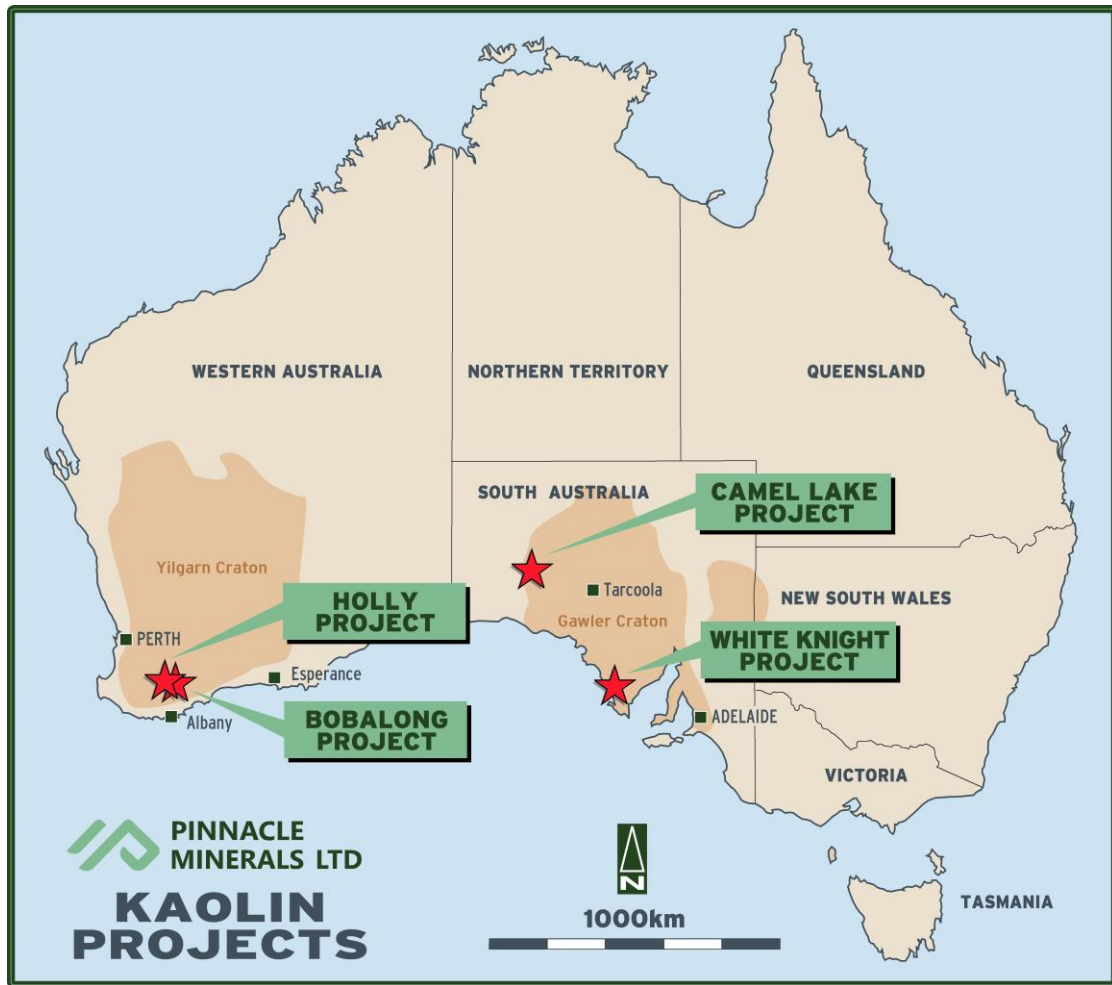 WESTERN AUSTRALIA
NORTHERN TERRITORY
QUEENSLAND
SOUTH AUSTRALIA
CAMEL LAKE
PROJECT
Yilgarn Craton
HOLLY
PROJECT
Tarcoola
NEW SOUTH WALES
Gawler Craton
PERTH
WHITE KNIGHT
PROJECT
Esperance
BOBALONG
PROJECT
Albany
ADELAIDE
VICTORIA
PINNACLE
MINERALS LTD
KAOLIN
PROJECTS
N
1000km
TASMANIA